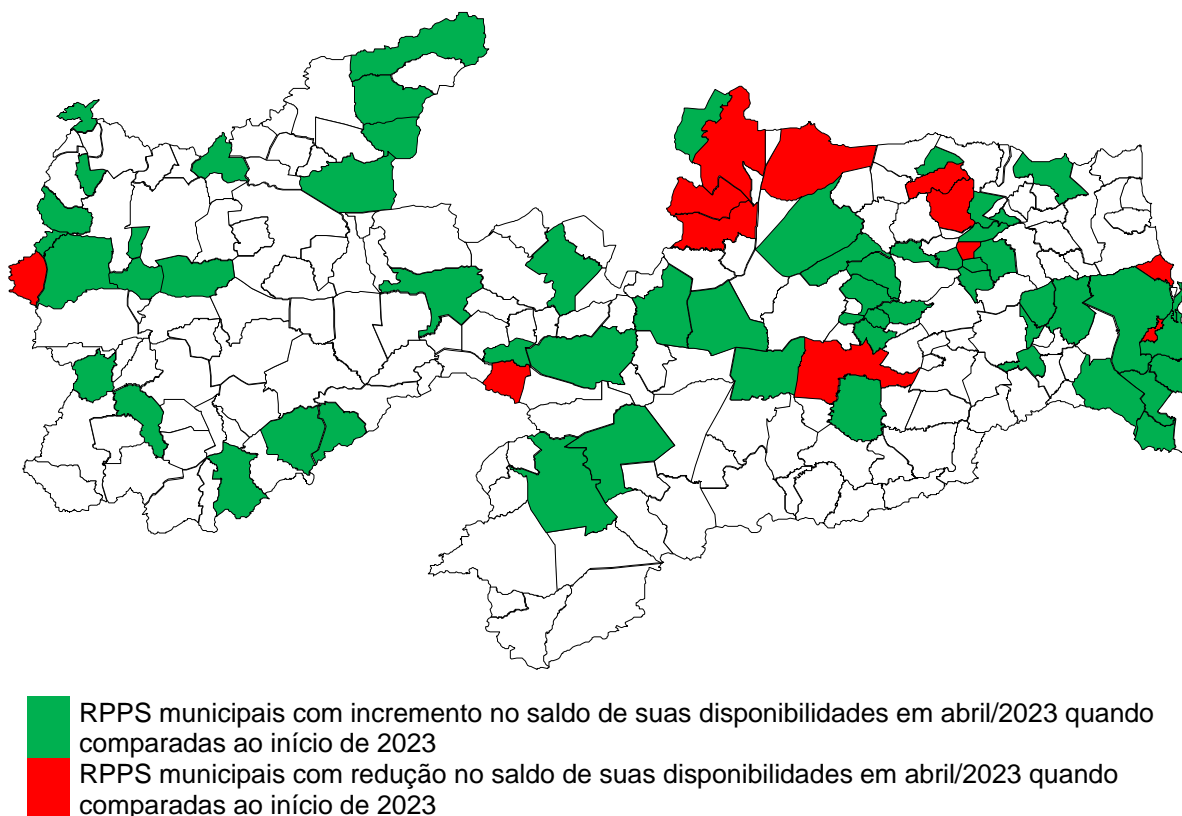 RPPS municipais com incremento no saldo de suas disponibilidades em abril/2023 quando
comparadas ao início de 2023
RPPS municipais com redução no saldo de suas disponibilidades em abril/2023 quando
comparadas ao início de 2023